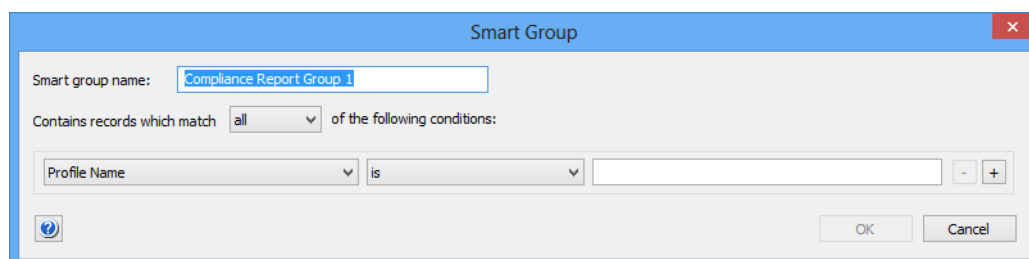 Smart Group
Smart group name: Compliance Report Group 1
Contains records which match all of the following conditions:
Profile Name is - +
? OK Cancel